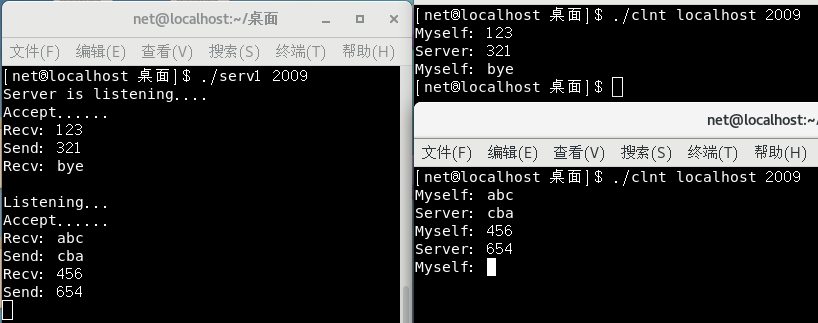 net@localhost:~/桌面
文件(F) 编辑(E) 查看(V) 搜索(S) 终端(T) 帮助(H)
[net@localhost 桌面]$ ./serv1 2009
Server is listening....
Accept......
Recv: 123
Send: 321
Recv: bye
Listening...
Accept......
Recv: abc
Send: cba
Recv: 456
Send: 654
[net@localhost 桌面]$ ./clnt localhost 2009
Myself: 123
Server: 321
Myself: bye
[net@localhost 桌面]$
net@localhost:~/
文件(F) 编辑(E) 查看(V) 搜索(S) 终端(T) 帮助(H)
[net@localhost 桌面]$ ./clnt localhost 2009
Myself: abc
Server: cba
Myself: 456
Server: 654
Myself: